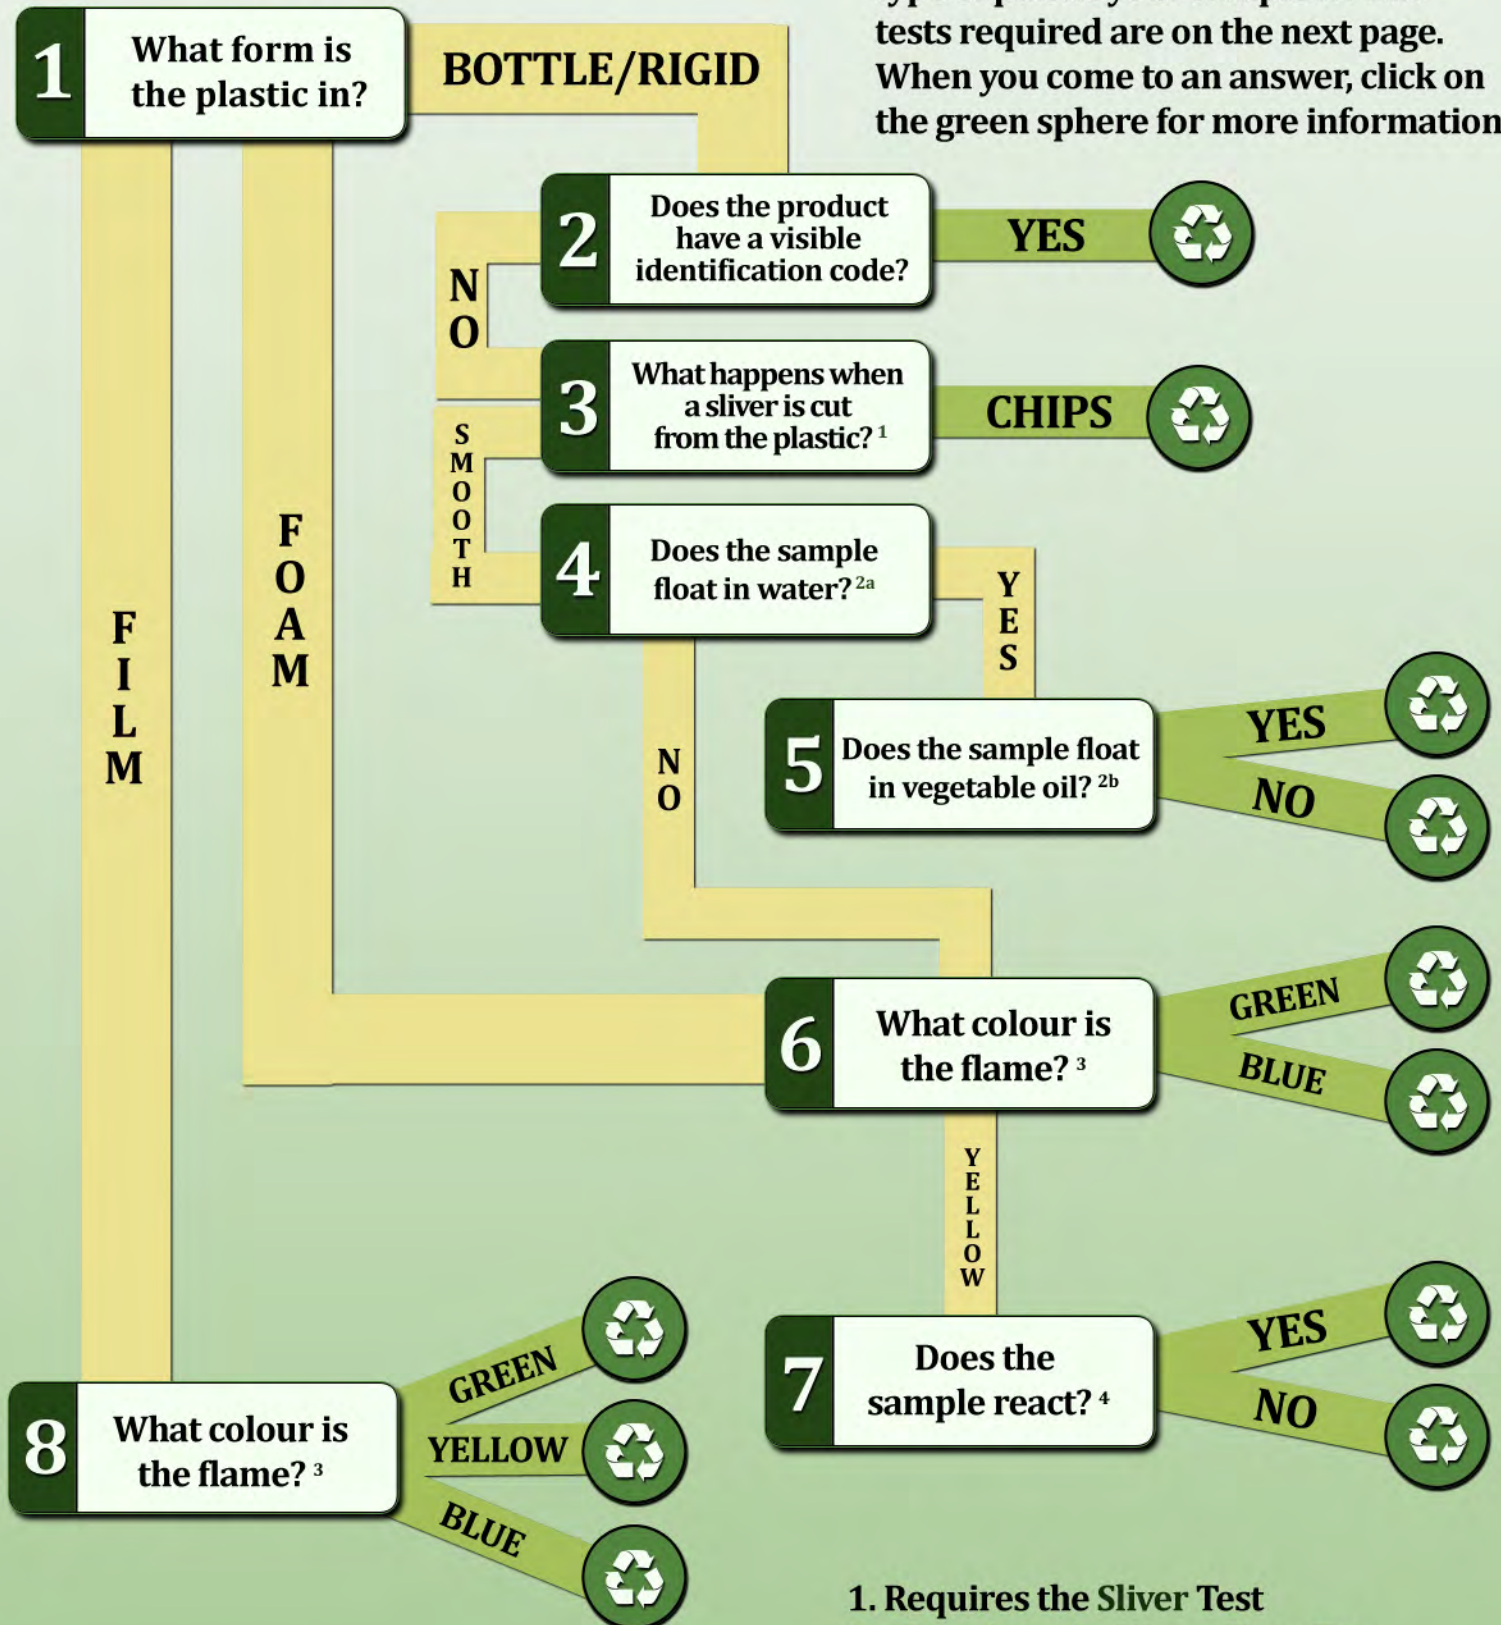 tests required are on the next page.
When you come to an answer, click on
the green sphere for more information
1
What form is
the plastic in?
BOTTLE/RIGID
2
Does the product
have a visible
identification code?
YES
NO
3
What happens when
a sliver is cut
from the plastic? 1
CHIPS
SMOOTH
4
Does the sample
float in water? 2a
YES
NO
5
Does the sample float
in vegetable oil? 2b
YES
NO
FOAM
FILM
6
What colour is
the flame? 3
GREEN
BLUE
YELLOW
7
Does the
sample react? 4
YES
NO
8
What colour is
the flame? 3
GREEN
YELLOW
BLUE
1. Requires the Sliver Test